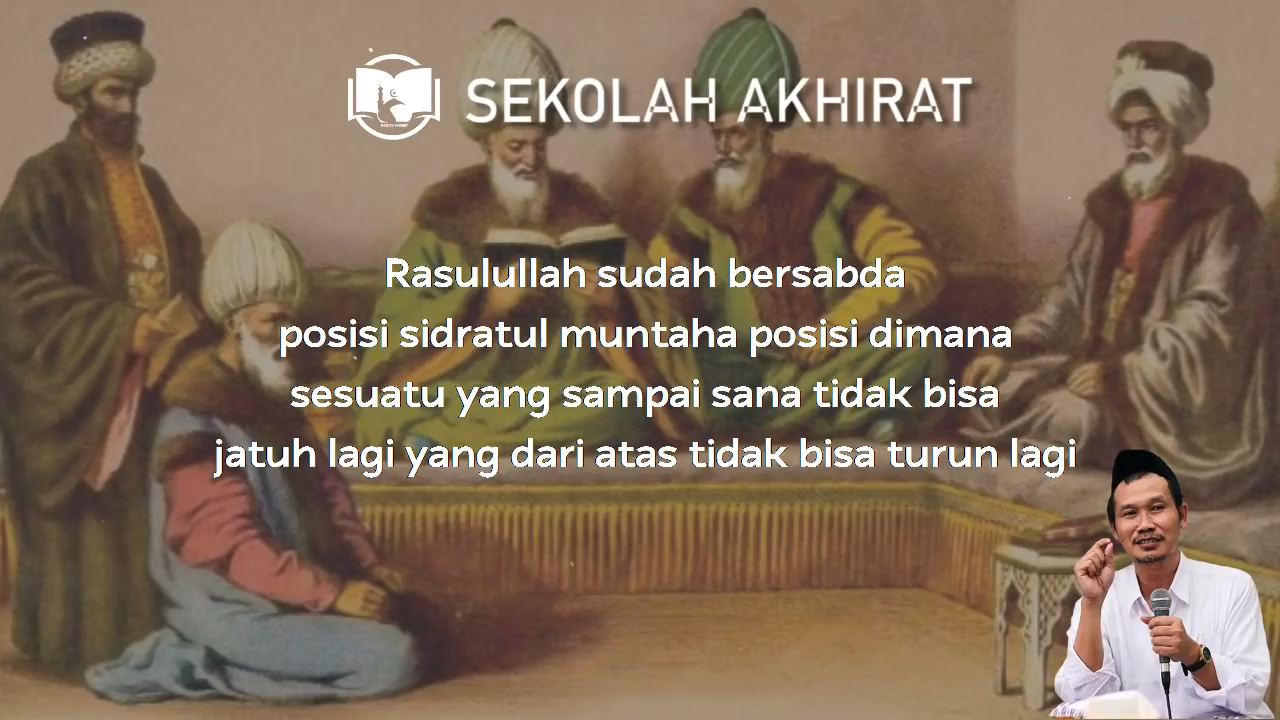 SEKOLAH AKHIRAT
Rasulullah sudah bersabda
posisi sidratul muntaha posisi dimana
sesuatu yang sampai sana tidak bisa
jatuh lagi yang dari atas tidak bisa turun lagi